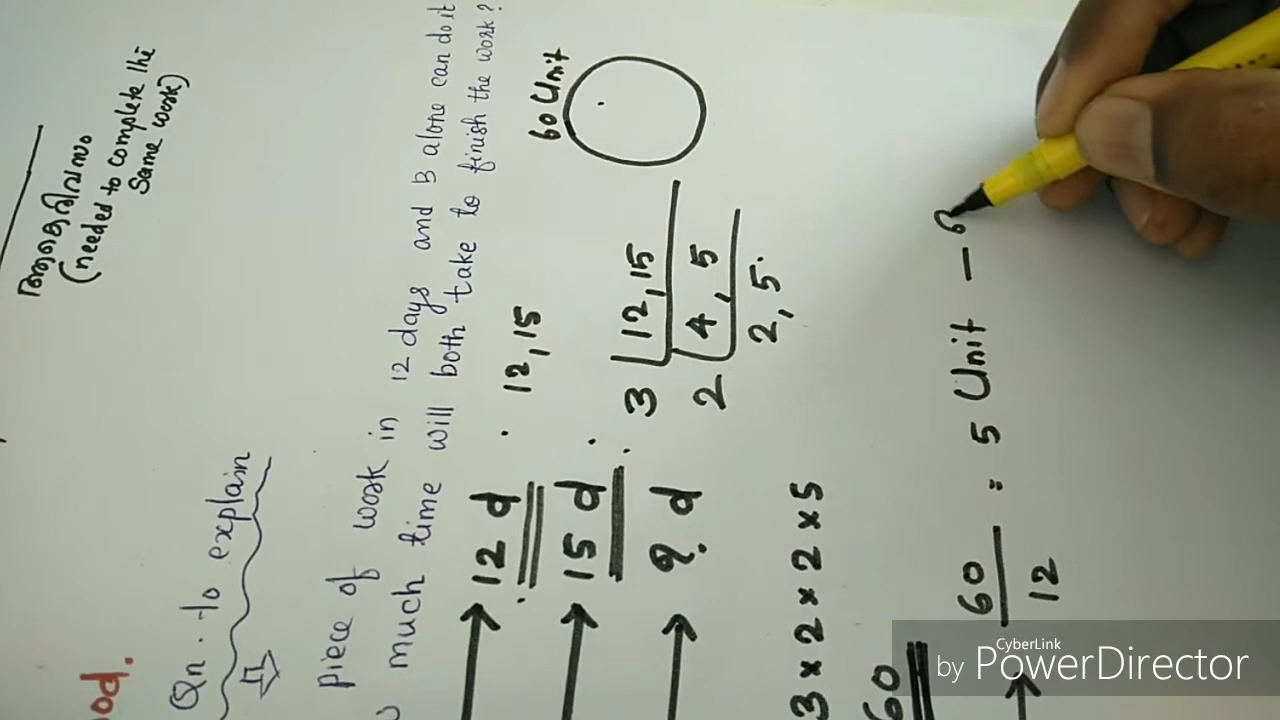 ആകെദിവസം
(needed to complete the
same work)
Qn. to explain
piece of work in 12 days and B alone can do it
much time will both take to finish the work?
12 d
12, 15
60 Unit
15 d
? d
3 12, 15
2 4, 5
2, 5.
3 x 2 x 2 x 5
60
60
12
= 5 Unit -
by CyberLink PowerDirector